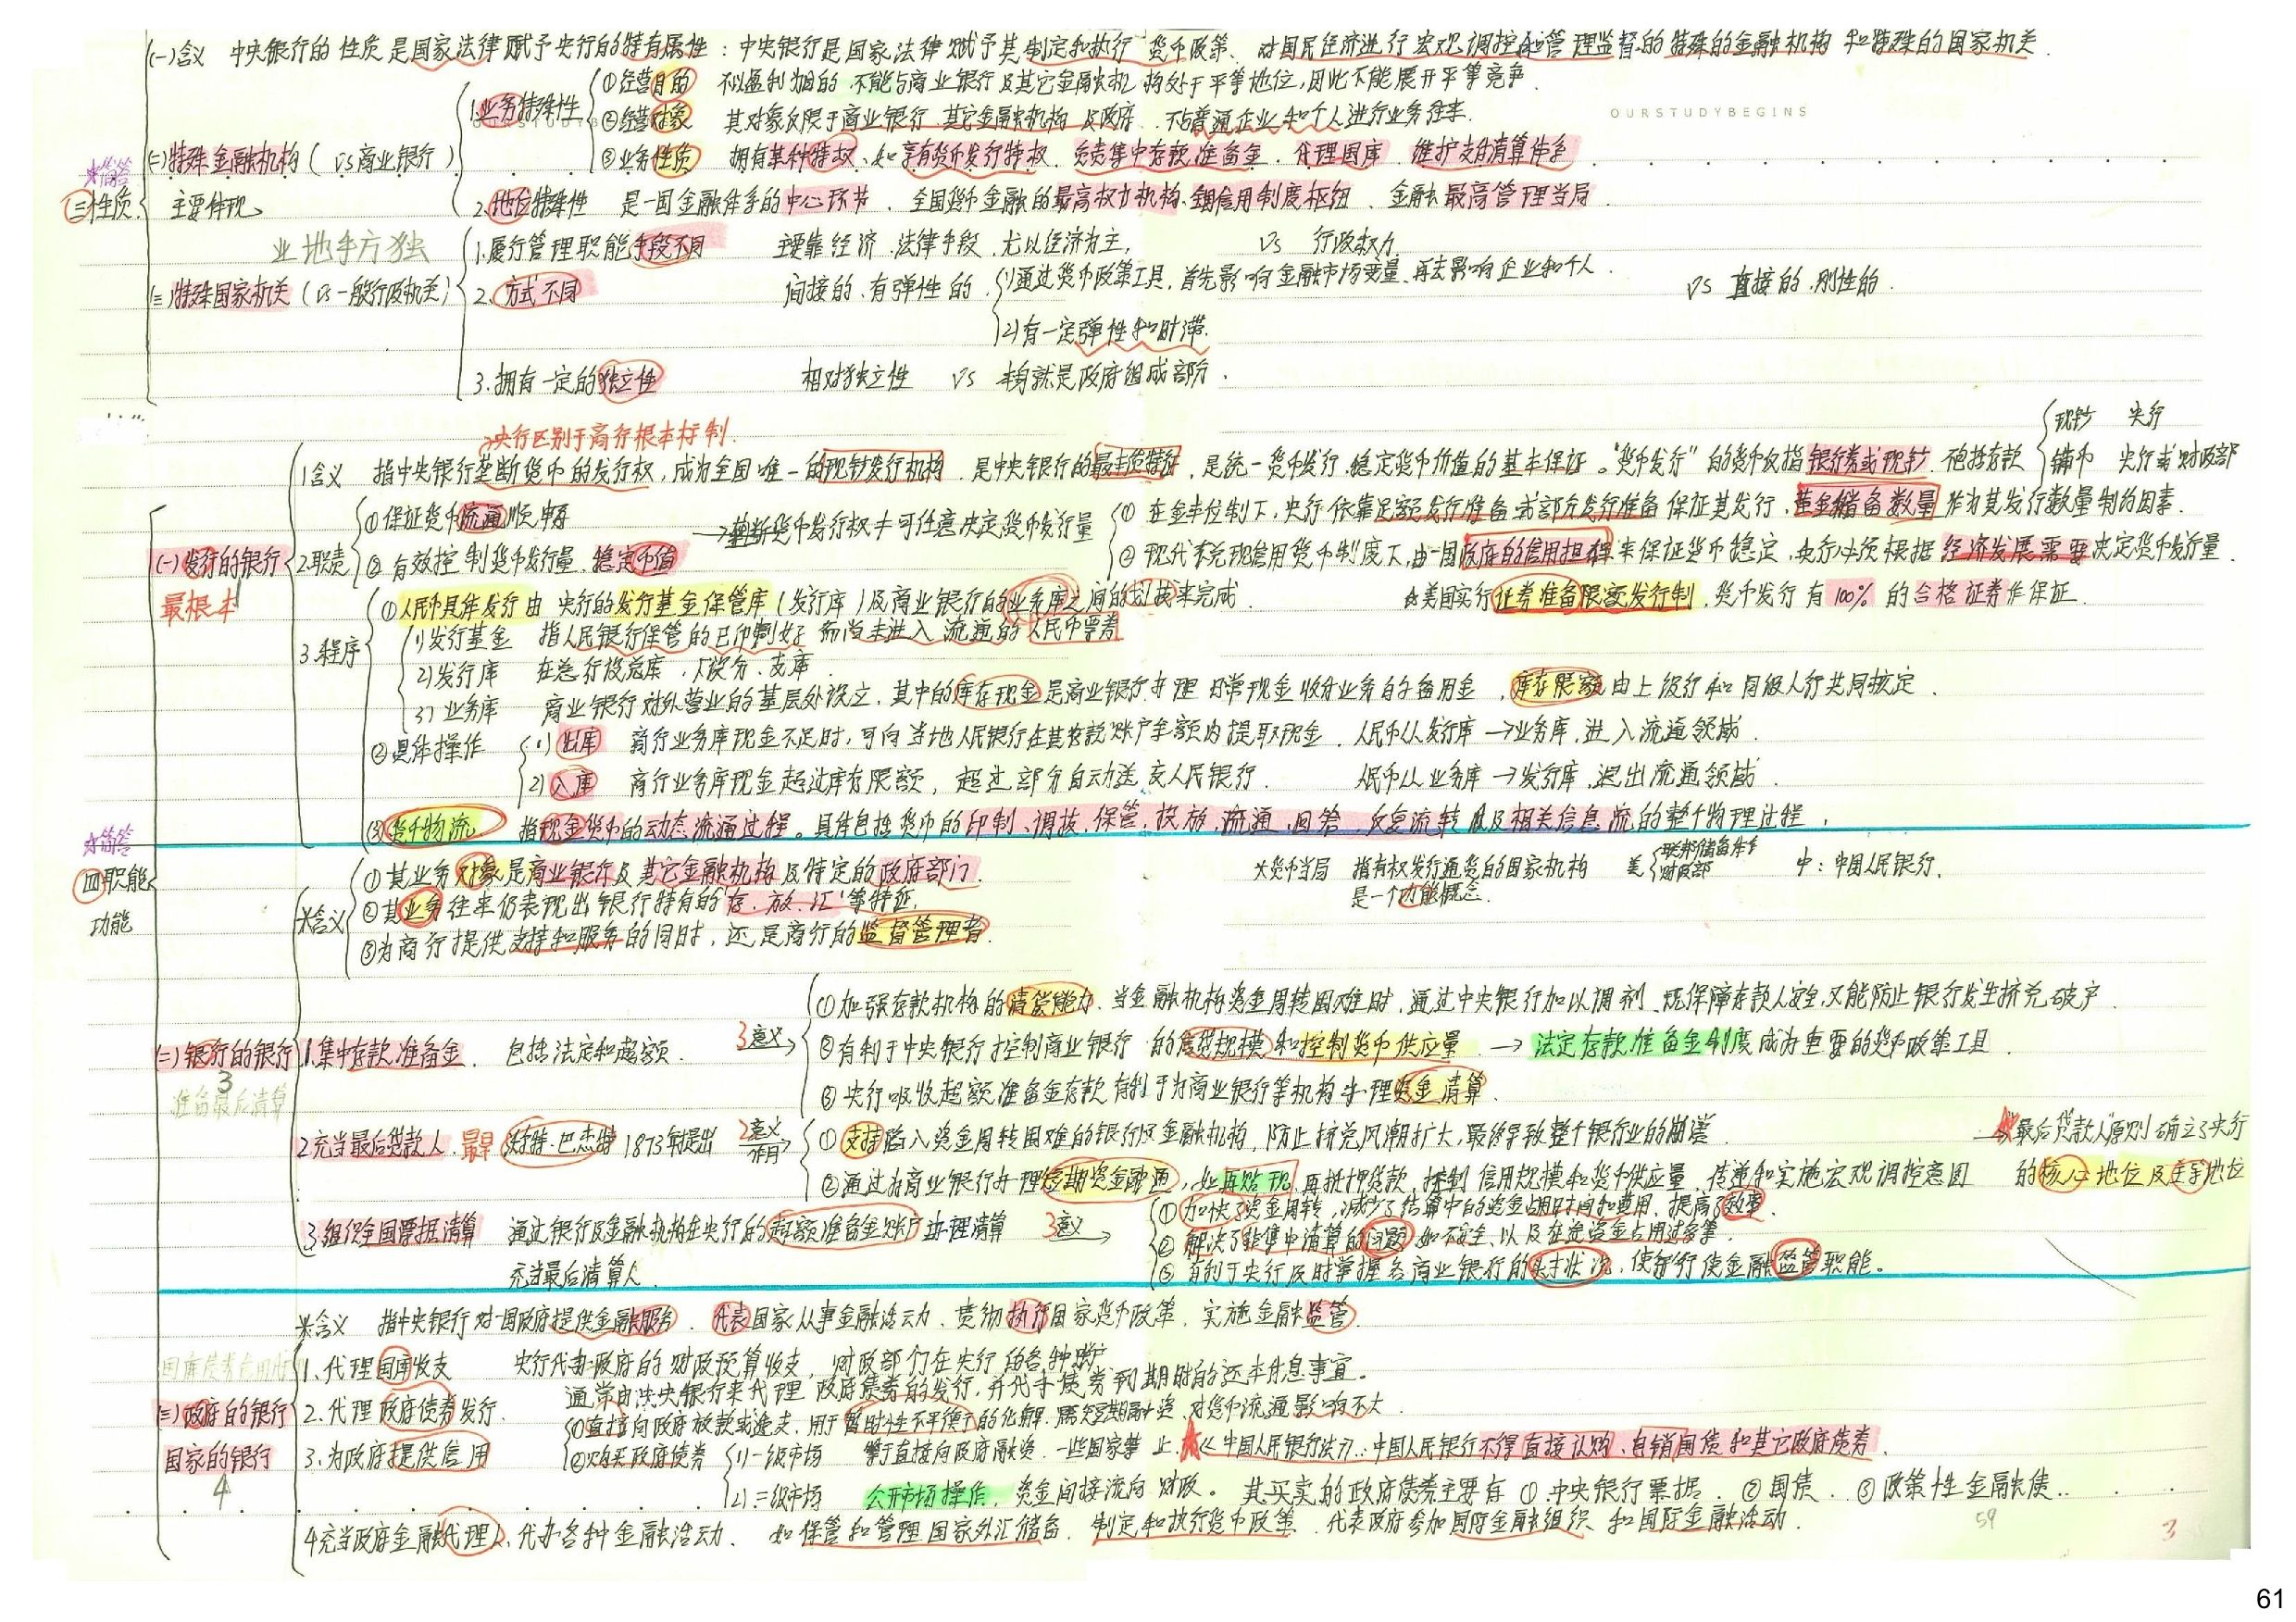 (一)含义 中央银行的性质是国家法律赋予央行的特有属性:中央银行是国家法律赋予其制定和执行货币政策、对国民经济进行宏观调控和管理监督的特殊的金融机构和特殊的国家机关.
①经营目的 不以盈利为目的 不能与商业银行及其它金融机构处于平等地位,因此不能展开平等竞争.
OURSTUDYBEGINS
1.业务特殊性
②经营对象 其对象仅限于商业银行、其它金融机构及政府、不与普通企业和个人进行业务往来.
*简答
(二)特殊金融机构(vs商业银行)
③业务性质 拥有某种特权、如享有货币发行特权、负责集中存款准备金、代理国库、维护支付清算体系
(三)性质
主要体现
2.地位特殊性 是一国金融体系的中心环节、全国货币金融的最高权力机构、全国信用制度枢纽、金融最高管理当局.
业地手方独
1.履行管理职能手段不同 主要靠经济、法律手段、尤以经济为主, vs 行政权力.
(三)特殊国家机关(vs一般行政机关)
2.方式不同 间接的、有弹性的
1)通过货币政策工具,首先影响金融市场变量、再去影响企业和个人.
vs 直接的、刚性的.
2)有一定弹性和时滞.
3.拥有一定的独立性 相对独立性 vs 本身就是政府组成部分.
现钞 央行
→央行区别于商行根本标制.
1含义 指中央银行垄断货币的发行权,成为全国唯一的现钞发行机构.是中央银行的最本质特征,是统一货币发行、稳定货币价值的基本保证。"货币发行"的货币仅指银行券或现钞.不包括存款
辅币 央行或财政部
①保证货币流通顺畅
①在金本位制下,央行依靠足额发行准备或部分发行准备保证其发行,黄金储备数量作为其发行数量制约因素.
(一)发行的银行
2.职责
②有效控制货币发行量.稳定币值
→垄断货币发行权≠可任意决定货币发行量
②现代不兑现信用货币制度下,由一国政府的信用担保来保证货币稳定,央行必须根据经济发展需要决定货币发行量.
最根本
①人民币具体发行由央行的发行基金保管库(发行库)及商业银行的业务库之间的划拨来完成.
☆美国实行证券准备限额发行制,货币发行有100%的合格证券作保证.
3.程序
1)发行基金 指人民银行保管的已印制好而尚未进入流通的人民币票券
2)发行库 在总行设总库、下设分、支库.
3)业务库 商业银行对外营业的基层处设立,其中的库存现金是商业银行办理日常现金收付业务的备用金,库存限额由上级行和同级人行共同核定.
②具体操作
1)出库 商行业务库现金不足时,可向当地人民银行在其存款账户余额内提取现金. 人民币从发行库→业务库,进入流通领域.
2)入库 商行业务库现金超过库存限额,超过部分自动送交人民银行. 人民币从业务库→发行库,退出流通领域.
③货币物流 指现金货币的动态流通过程。具体包括货币的印制、调拨、保管、投放、流通、回笼、反复流转以及相关信息流的整个物理过程.
*简答
(四)职能
功能
*含义
①其业务对象是商业银行及其它金融机构及特定的政府部门.
*货币当局 指有权发行通货的国家机构 美 联邦储备体系 财政部 中:中国人民银行.
是一个功能概念.
②其业务往来仍表现出银行特有的"存、放、汇"等特征.
③为商行提供支持和服务的同时,还是商行的监督管理者.
①加强存款机构的清偿能力.当金融机构资金周转困难时,通过中央银行加以调剂、既保障存款人安全,又能防止银行发生挤兑破产.
(二)银行的银行
1.集中存款准备金. 包括法定和超额. 3意义→
②有利于中央银行控制商业银行的信贷规模和控制货币供应量.→法定存款准备金制度成为重要的货币政策工具.
3
准备最后清算
③央行吸收超额准备金存款有利于为商业银行等机构办理资金清算.
2.充当最后贷款人. 最早 沃特·巴杰特1873年提出 2意义 作用→
①支持陷入资金周转困难的银行及金融机构,防止挤兑风潮扩大,最终导致整个银行业的崩溃.
"最后贷款人"原则确立了央行
②通过为商业银行办理短期资金融通,如再贴现、再抵押贷款、控制信用规模和货币供应量、传递和实施宏观调控意图
的核心地位及主导地位
3.组织全国票据清算 通过银行及金融机构在央行的超额准备金账户办理清算 3意义→
①加快了资金周转,减少了结算中的资金占用时间和费用、提高了效率.
②解决了非集中清算的问题,如不安全、以及在途资金占用过多等.
充当最后清算人.
③有利于央行及时掌握各商业银行的头寸状况,便于行使金融监管职能。
*含义 指中央银行对一国政府提供金融服务、代表国家从事金融活动、贯彻执行国家货币政策、实施金融监管.
1.代理国库收支 央行代办政府的财政预算收支,财政部门在央行的各种账户
(三)政府的银行
国家的银行
4
2.代理政府债券发行. 通常由中央银行来代理政府债券的发行,并代办债券到期时的还本付息事宜。
3.为政府提供信用
①直接向政府放款或透支、用于暂时性不平衡的化解.属短期融资、对货币流通影响不大.
②购买政府债券
1)一级市场 等于直接向政府融资.一些国家禁止.★《中国人民银行法》:中国人民银行不得直接认购、包销国债和其它政府债券.
2)二级市场 公开市场操作,资金间接流向财政。其买卖的政府债券主要有①中央银行票据.②国债.③政策性金融债.
4充当政府金融代理人、代办各种金融活动. 如保管和管理国家外汇储备、制定和执行货币政策、代表政府参加国际金融组织和国际金融活动.
59
3
61